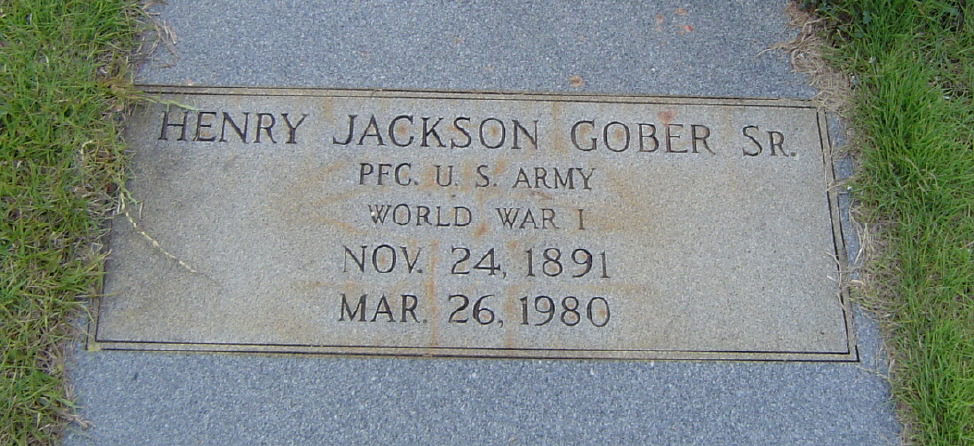 HENRY JACKSON GOBER SR.
PFC. U. S. ARMY
WORLD WAR I
NOV. 24, 1891
MAR. 26, 1980